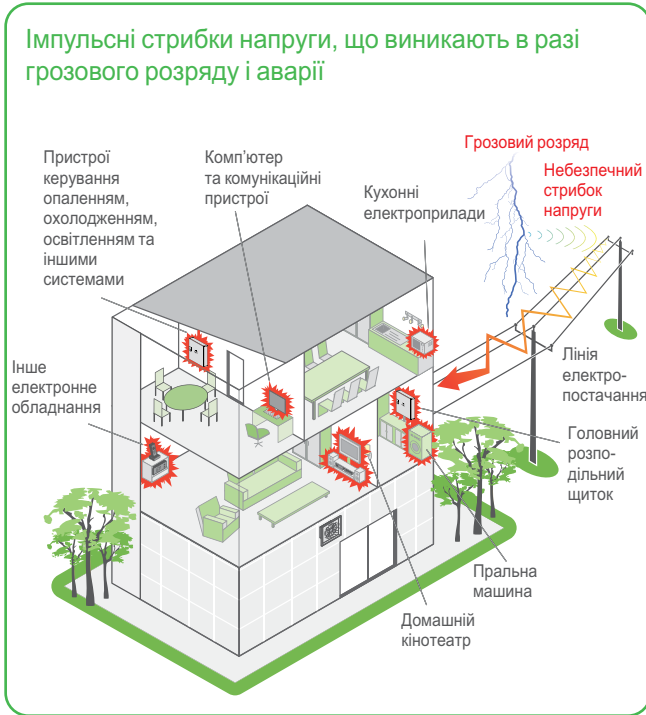 Імпульсні стрибки напруги, що виникають в разі
грозового розряду і аварії
Грозовий розряд
Небезпечний
стрибок
напруги
Пристрої
керування
опаленням,
охолодженням,
освітленням та
іншими
системами
Комп’ютер
та комунікаційні
пристрої
Кухонні
електроприлади
Інше
електронне
обладнання
Лінія
електро-
постачання
Головний
розпо-
дільний
щиток
Пральна
машина
Домашній
кінотеатр